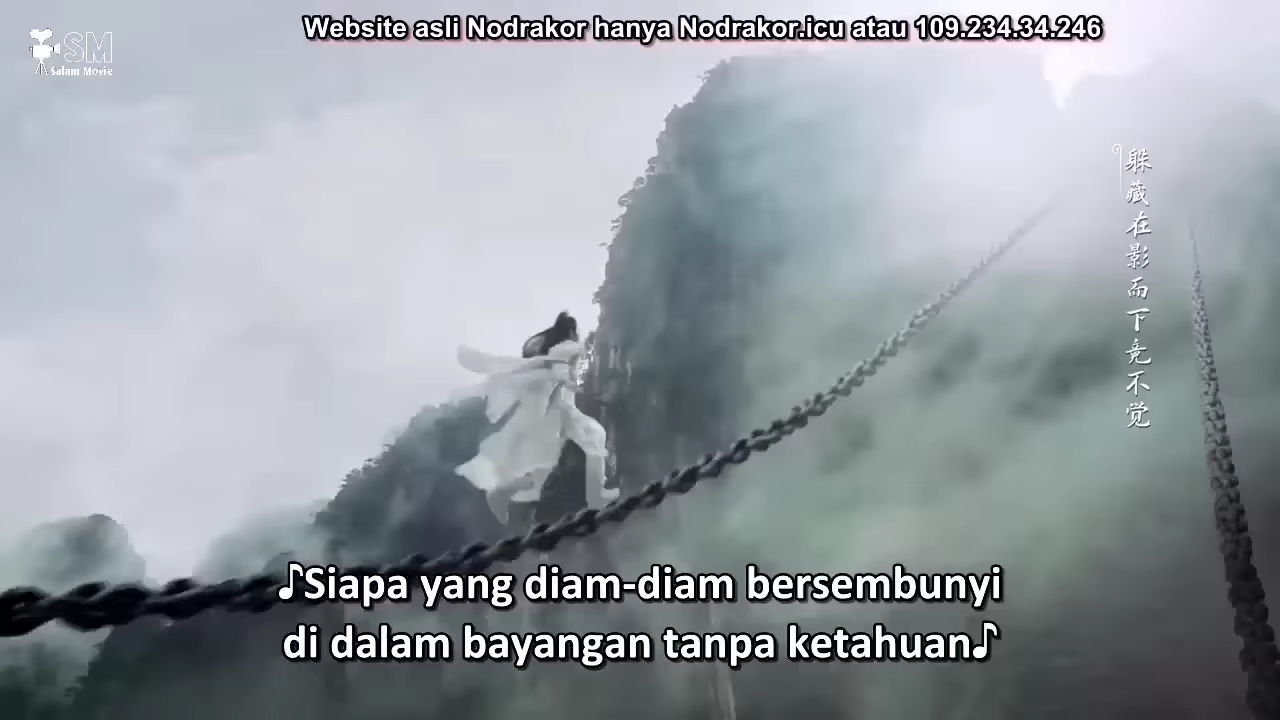 Website asli Nodrakor hanya Nodrakor.icu atau 109.234.34.246
SM
Salam Movie
躲藏在影而下竟不觉
♪Siapa yang diam-diam bersembunyi
di dalam bayangan tanpa ketahuan♪